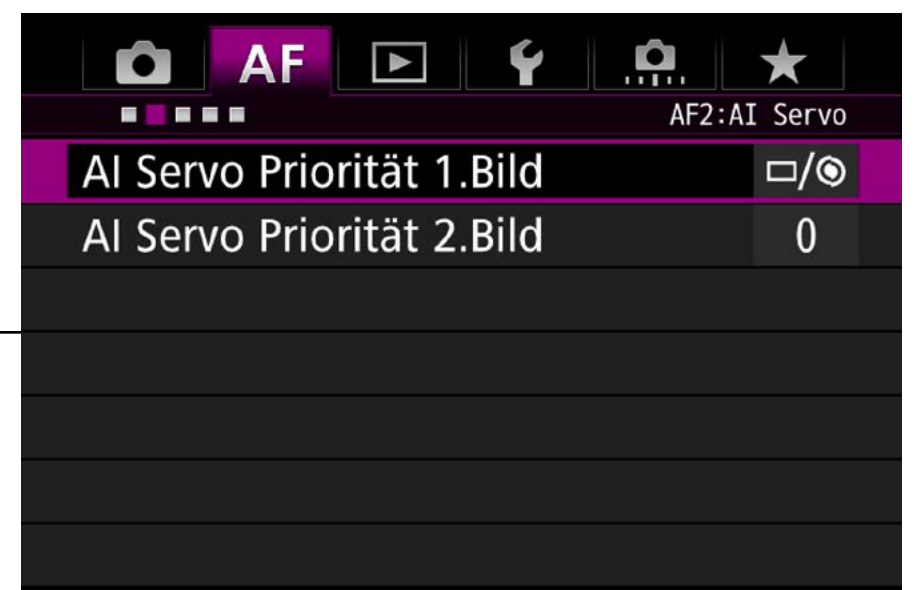 AF
AF2:AI Servo
AI Servo Priorität 1.Bild
AI Servo Priorität 2.Bild 0